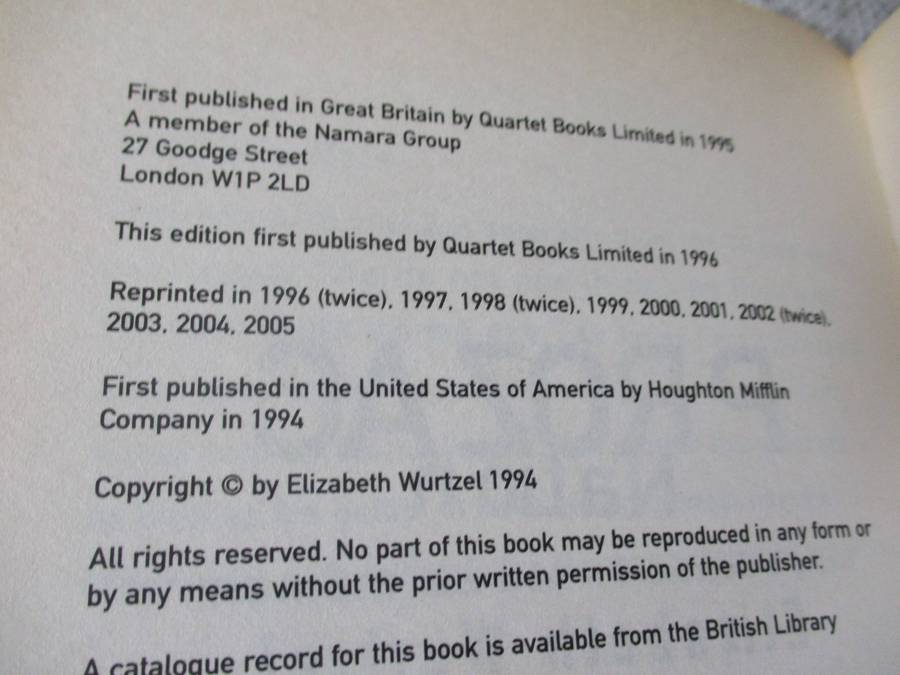 First published in Great Britain by Quartet Books Limited in 1995
A member of the Namara Group
27 Goodge Street
London W1P 2LD
This edition first published by Quartet Books Limited in 1996
Reprinted in 1996 (twice), 1997, 1998 (twice), 1999, 2000, 2001, 2002 (twice),
2003, 2004, 2005
First published in the United States of America by Houghton Mifflin
Company in 1994
Copyright © by Elizabeth Wurtzel 1994
All rights reserved. No part of this book may be reproduced in any form or
by any means without the prior written permission of the publisher.
A catalogue record for this book is available from the British Library